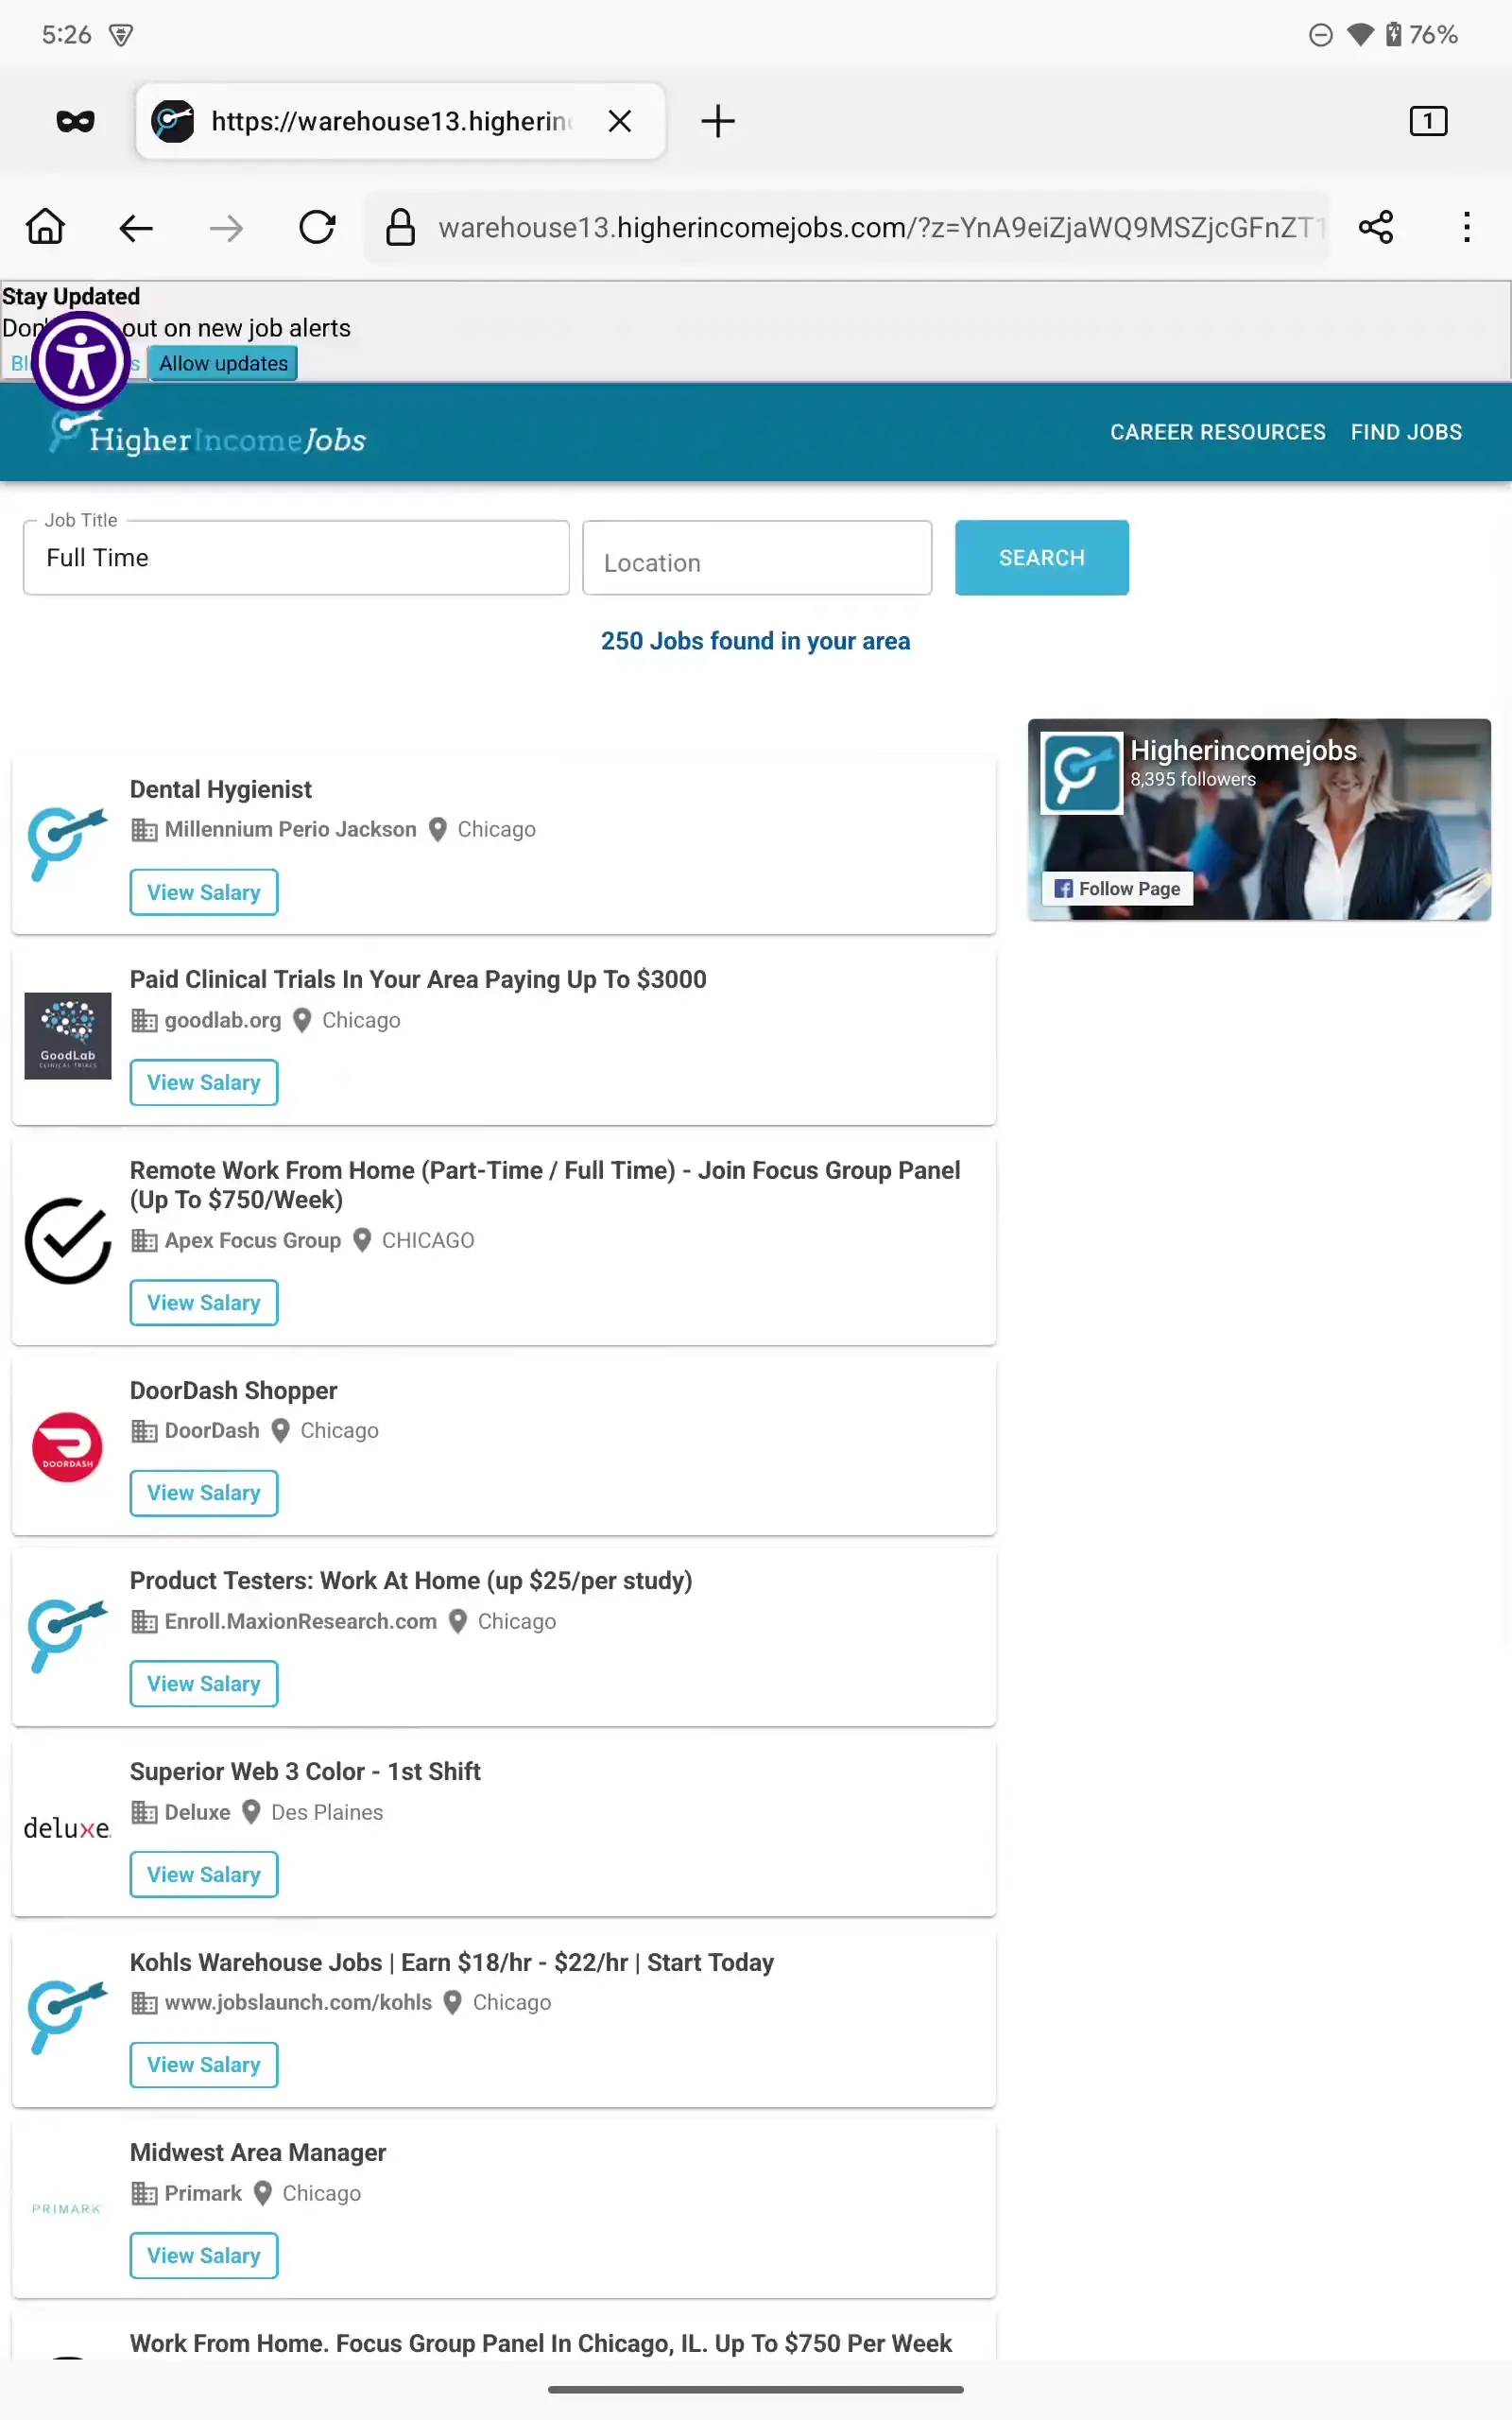 5:26
76%
https://warehouse13.higherin
1
warehouse13.higherincomejobs.com/?z=YnA9eiZjaWQ9MSZjcGFnZT1
Stay Updated
out on new job alerts
Allow updates
HigherIncomeJobs
CAREER RESOURCES FIND JOBS
Job Title
Full Time
Location
SEARCH
250 Jobs found in your area
Higherincomejobs
8,395 followers
Follow Page
Dental Hygienist
Millennium Perio Jackson Chicago
View Salary
GoodLab
CLINICAL TRIALS
Paid Clinical Trials In Your Area Paying Up To $3000
goodlab.org Chicago
View Salary
Remote Work From Home (Part-Time / Full Time) - Join Focus Group Panel
(Up To $750/Week)
Apex Focus Group CHICAGO
View Salary
DOORDASH
DoorDash Shopper
DoorDash Chicago
View Salary
Product Testers: Work At Home (up $25/per study)
Enroll.MaxionResearch.com Chicago
View Salary
deluxe.
Superior Web 3 Color - 1st Shift
Deluxe Des Plaines
View Salary
Kohls Warehouse Jobs | Earn $18/hr - $22/hr | Start Today
www.jobslaunch.com/kohls Chicago
View Salary
PRIMARK
Midwest Area Manager
Primark Chicago
View Salary
Work From Home. Focus Group Panel In Chicago, IL. Up To $750 Per Week